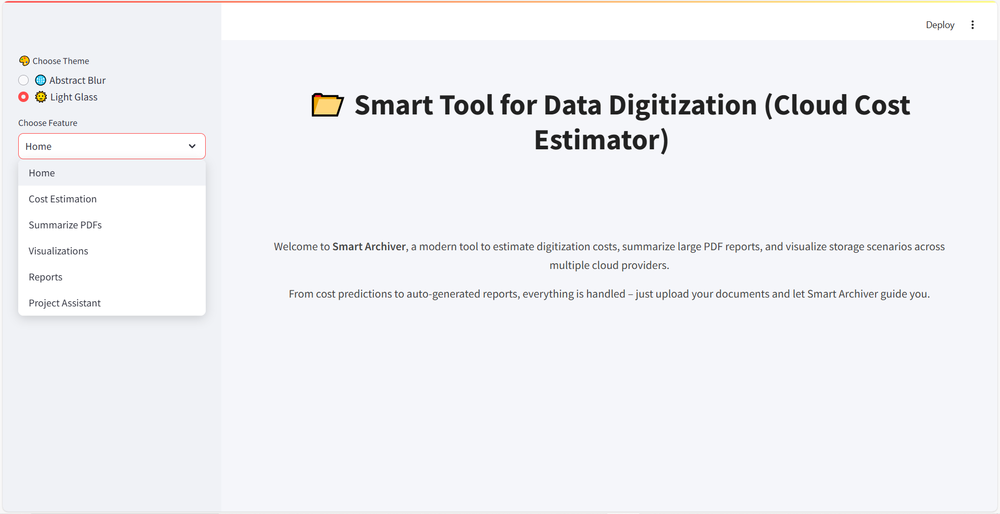 Deploy
Choose Theme
Abstract Blur
Light Glass
Choose Feature
Home
Home
Cost Estimation
Summarize PDFs
Visualizations
Reports
Project Assistant
Smart Tool for Data Digitization (Cloud Cost
Estimator)
Welcome to Smart Archiver, a modern tool to estimate digitization costs, summarize large PDF reports, and visualize storage scenarios across
multiple cloud providers.
From cost predictions to auto-generated reports, everything is handled – just upload your documents and let Smart Archiver guide you.